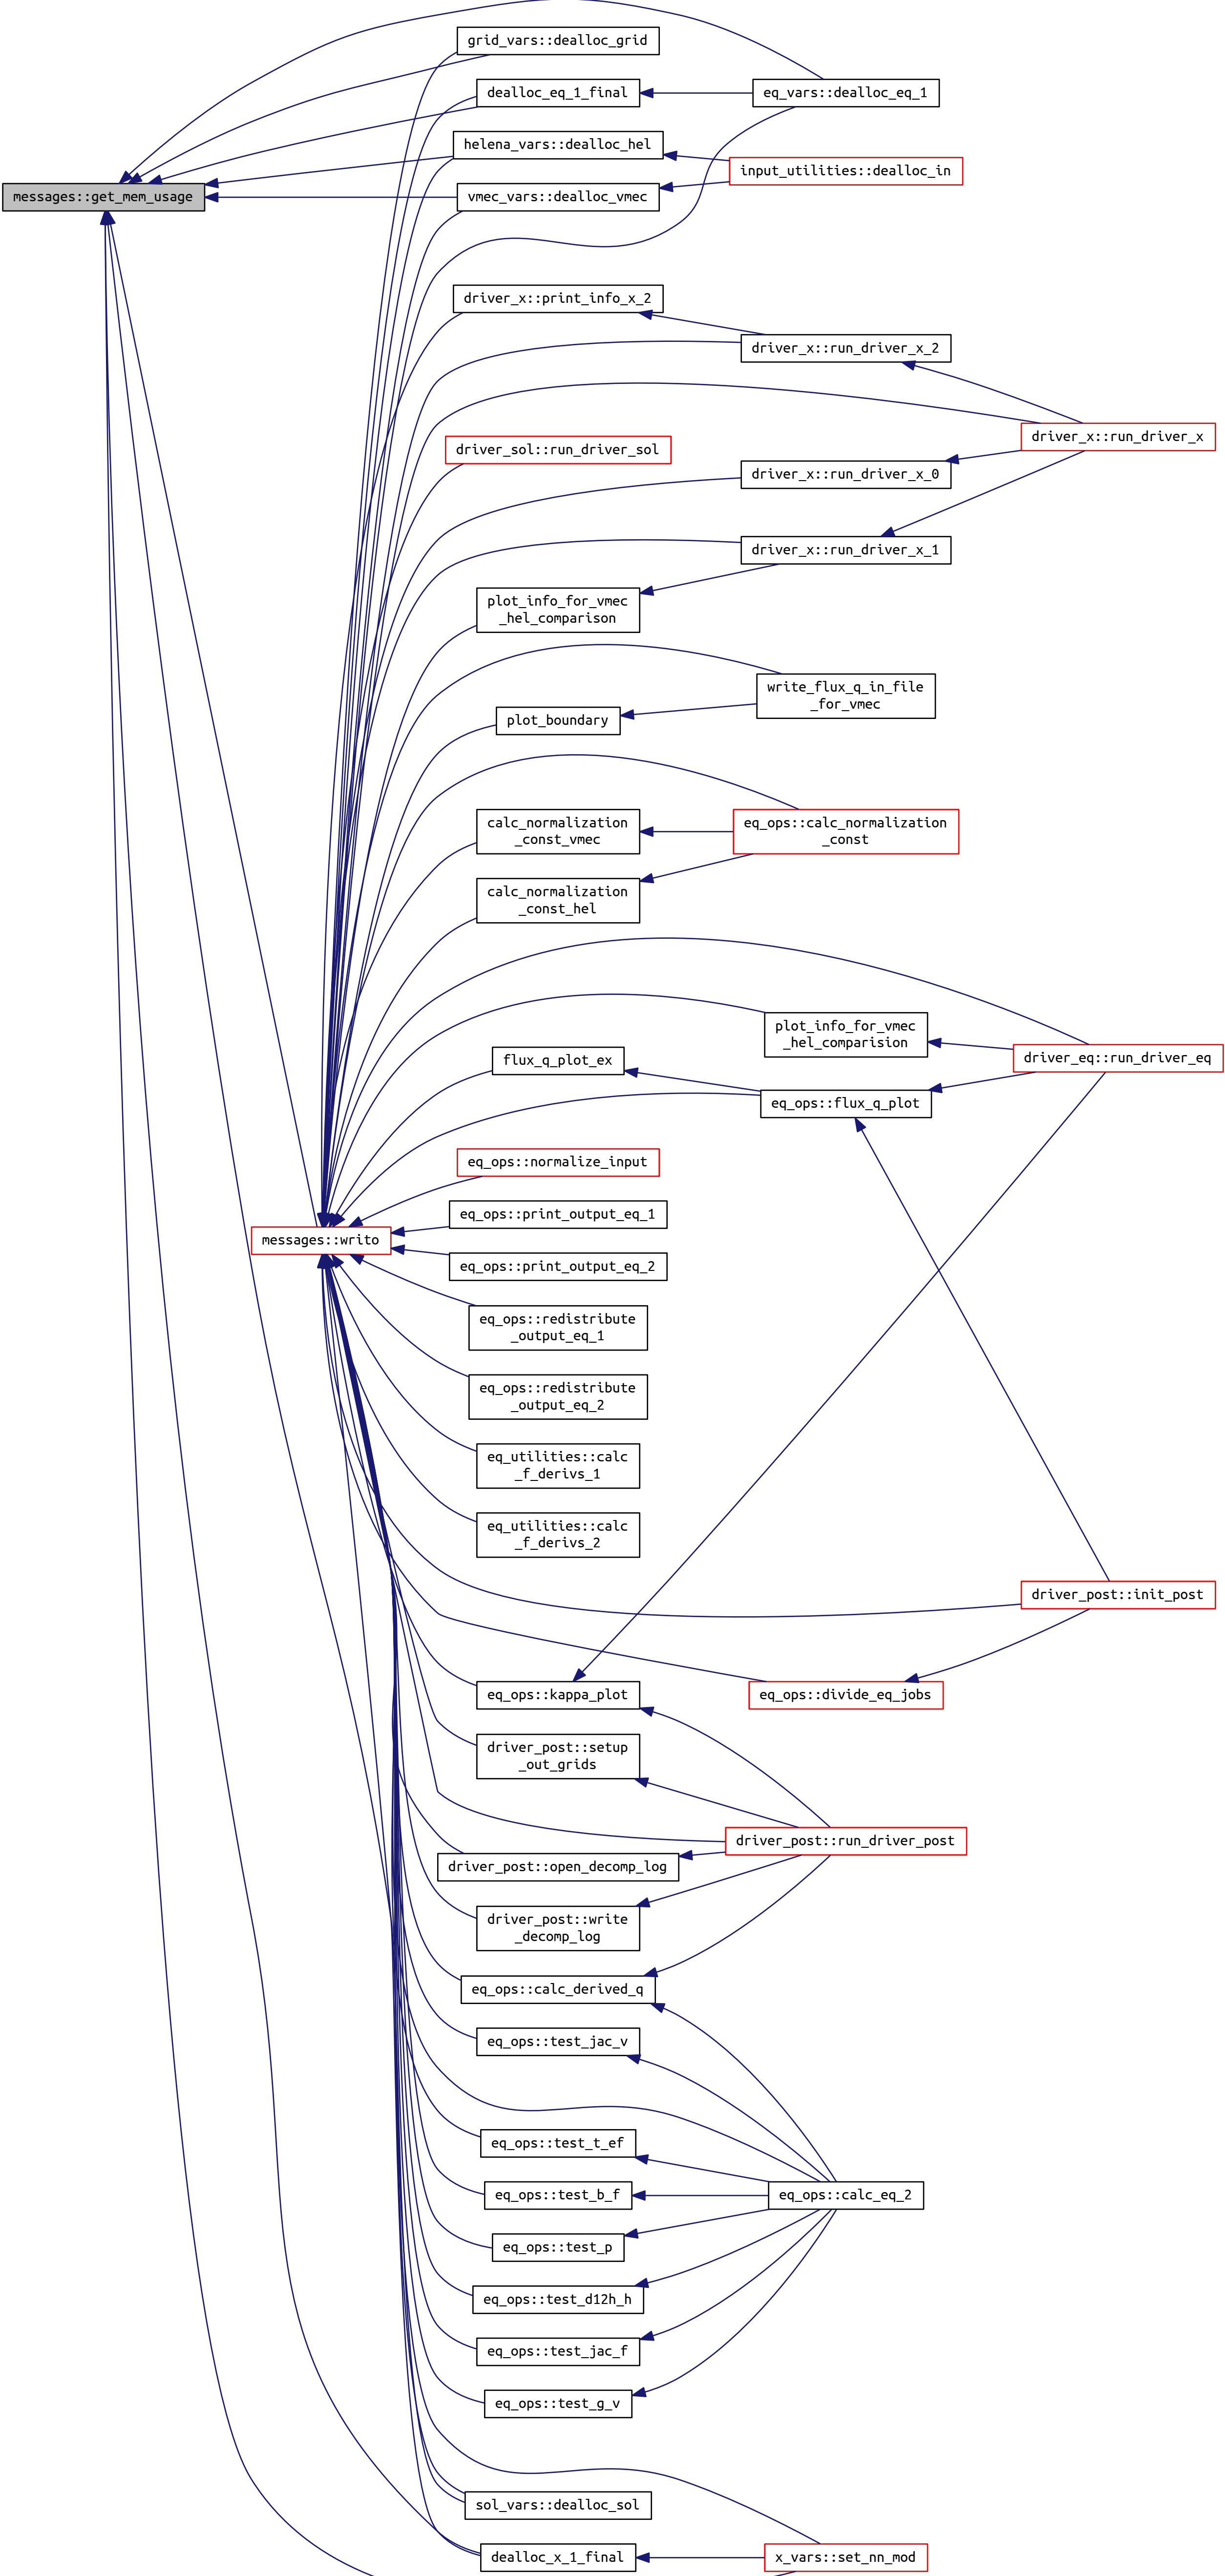 grid_vars::dealloc_grid
dealloc_eq_1_final
eq_vars::dealloc_eq_1
helena_vars::dealloc_hel
input_utilities::dealloc_in
messages::get_mem_usage
vmec_vars::dealloc_vmec
driver_x::print_info_x_2
driver_x::run_driver_x_2
driver_x::run_driver_x
driver_sol::run_driver_sol
driver_x::run_driver_x_0
driver_x::run_driver_x_1
plot_info_for_vmec
_hel_comparison
write_flux_q_in_file
_for_vmec
plot_boundary
calc_normalization
_const_vmec
eq_ops::calc_normalization
_const
calc_normalization
_const_hel
plot_info_for_vmec
_hel_comparision
driver_eq::run_driver_eq
flux_q_plot_ex
eq_ops::flux_q_plot
eq_ops::normalize_input
eq_ops::print_output_eq_1
messages::writo
eq_ops::print_output_eq_2
eq_ops::redistribute
_output_eq_1
eq_ops::redistribute
_output_eq_2
eq_utilities::calc
_f_derivs_1
eq_utilities::calc
_f_derivs_2
driver_post::init_post
eq_ops::kappa_plot
eq_ops::divide_eq_jobs
driver_post::setup
_out_grids
driver_post::run_driver_post
driver_post::open_decomp_log
driver_post::write
_decomp_log
eq_ops::calc_derived_q
eq_ops::test_jac_v
eq_ops::test_t_ef
eq_ops::test_b_f
eq_ops::calc_eq_2
eq_ops::test_p
eq_ops::test_d12h_h
eq_ops::test_jac_f
eq_ops::test_g_v
sol_vars::dealloc_sol
dealloc_x_1_final
x_vars::set_nn_mod